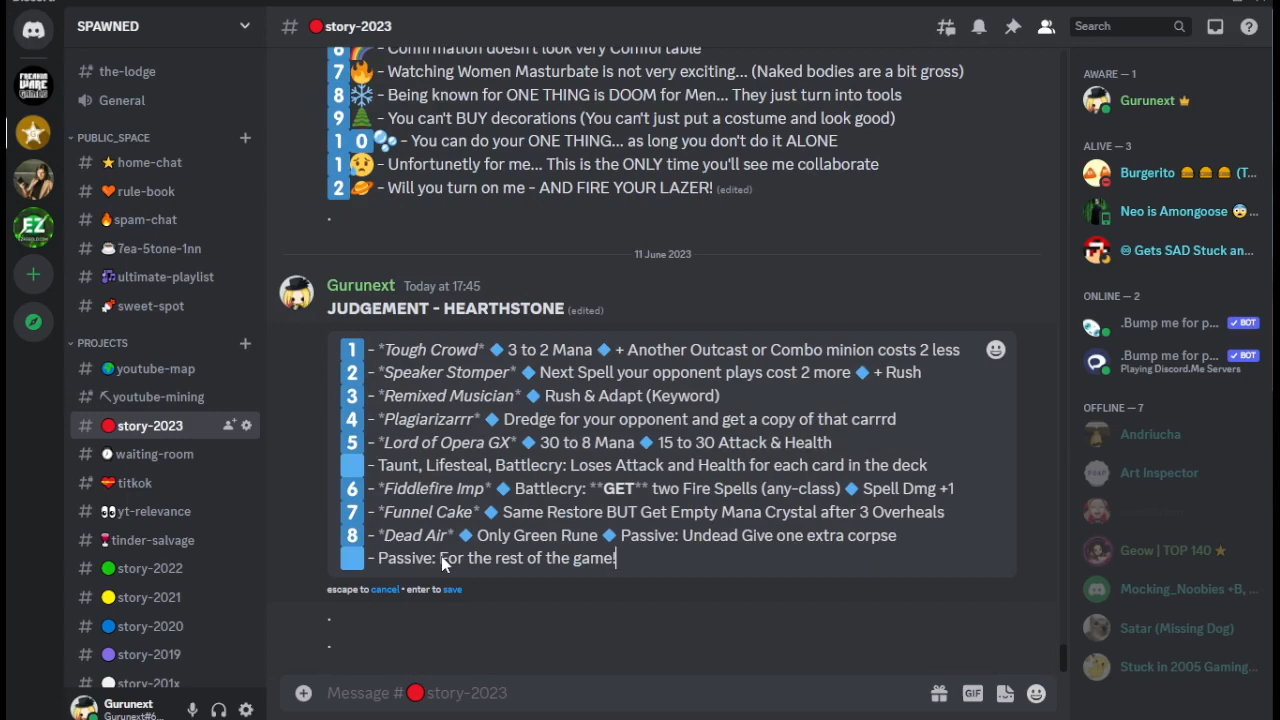 Discord
SPAWNED
the-lodge
General
PUBLIC_SPACE
home-chat
rule-book
spam-chat
7ea-5tone-1nn
ultimate-playlist
sweet-spot
PROJECTS
youtube-map
youtube-mining
story-2023
waiting-room
titkok
yt-relevance
tinder-salvage
story-2022
story-2021
story-2020
story-2019
story-201x
Gurunext
Gurunext#6...
FREAKIN
WARE
GAMES
EZ
# story-2023
Search
6 - Confirmation doesn't look very Comfortable
7 - Watching Women Masturbate is not very exciting... (Naked bodies are a bit gross)
8 - Being known for ONE THING is DOOM for Men... They just turn into tools
9 - You can't BUY decorations (You can't just put a costume and look good)
1 0 - You can do your ONE THING... as long you don't do it ALONE
1 - Unfortunetly for me... This is the ONLY time you'll see me collaborate
2 - Will you turn on me - AND FIRE YOUR LAZER! (edited)
.
11 June 2023
Gurunext Today at 17:45
JUDGEMENT - HEARTHSTONE (edited)
1 - *Tough Crowd* 🔹 3 to 2 Mana 🔹 + Another Outcast or Combo minion costs 2 less
2 - *Speaker Stomper* 🔹 Next Spell your opponent plays cost 2 more 🔹 + Rush
3 - *Remixed Musician* 🔹 Rush & Adapt (Keyword)
4 - *Plagiarizarrr* 🔹 Dredge for your opponent and get a copy of that carrrd
5 - *Lord of Opera GX* 🔹 30 to 8 Mana 🔹 15 to 30 Attack & Health
- Taunt, Lifesteal, Battlecry: Loses Attack and Health for each card in the deck
6 - *Fiddlefire Imp* 🔹 Battlecry: **GET** two Fire Spells (any-class) 🔹 Spell Dmg +1
7 - *Funnel Cake* 🔹 Same Restore BUT Get Empty Mana Crystal after 3 Overheals
8 - *Dead Air* 🔹 Only Green Rune 🔹 Passive: Undead Give one extra corpse
- Passive: For the rest of the game!
escape to cancel • enter to save
.
.
Message # story-2023
GIF
AWARE — 1
Gurunext
ALIVE — 3
Burgerito 🍔 🍔 🍔 (T...
Neo is Amongoose 😨 ...
♾ Gets SAD Stuck an...
ONLINE — 2
.Bump me for p... ✓ BOT
.Bump me for p... ✓ BOT
Playing Discord.Me Servers
OFFLINE — 7
Andriucha
Art Inspector
Geow | TOP 140 ★
Mocking_Noobies +B, ...
Satar (Missing Dog)
Stuck in 2005 Gaming...